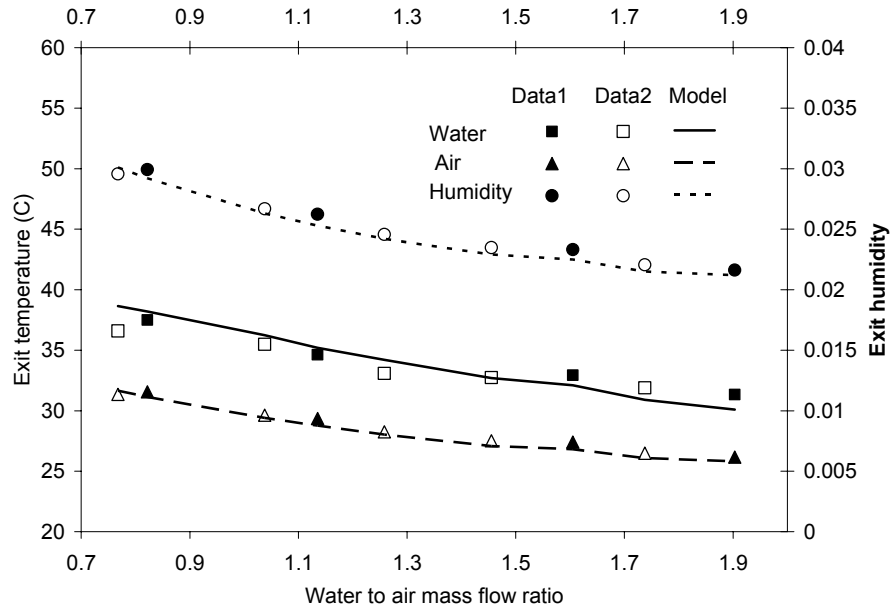 0.7 0.9 1.1 1.3 1.5 1.7 1.9
60 0.04
55 0.035
50 0.03
45 0.025
40 0.02
35 0.015
30 0.01
25 0.005
20 0
Data1 Data2 Model
Water
Air
Humidity
Exit temperature (C)
Exit humidity
0.7 0.9 1.1 1.3 1.5 1.7 1.9
Water to air mass flow ratio